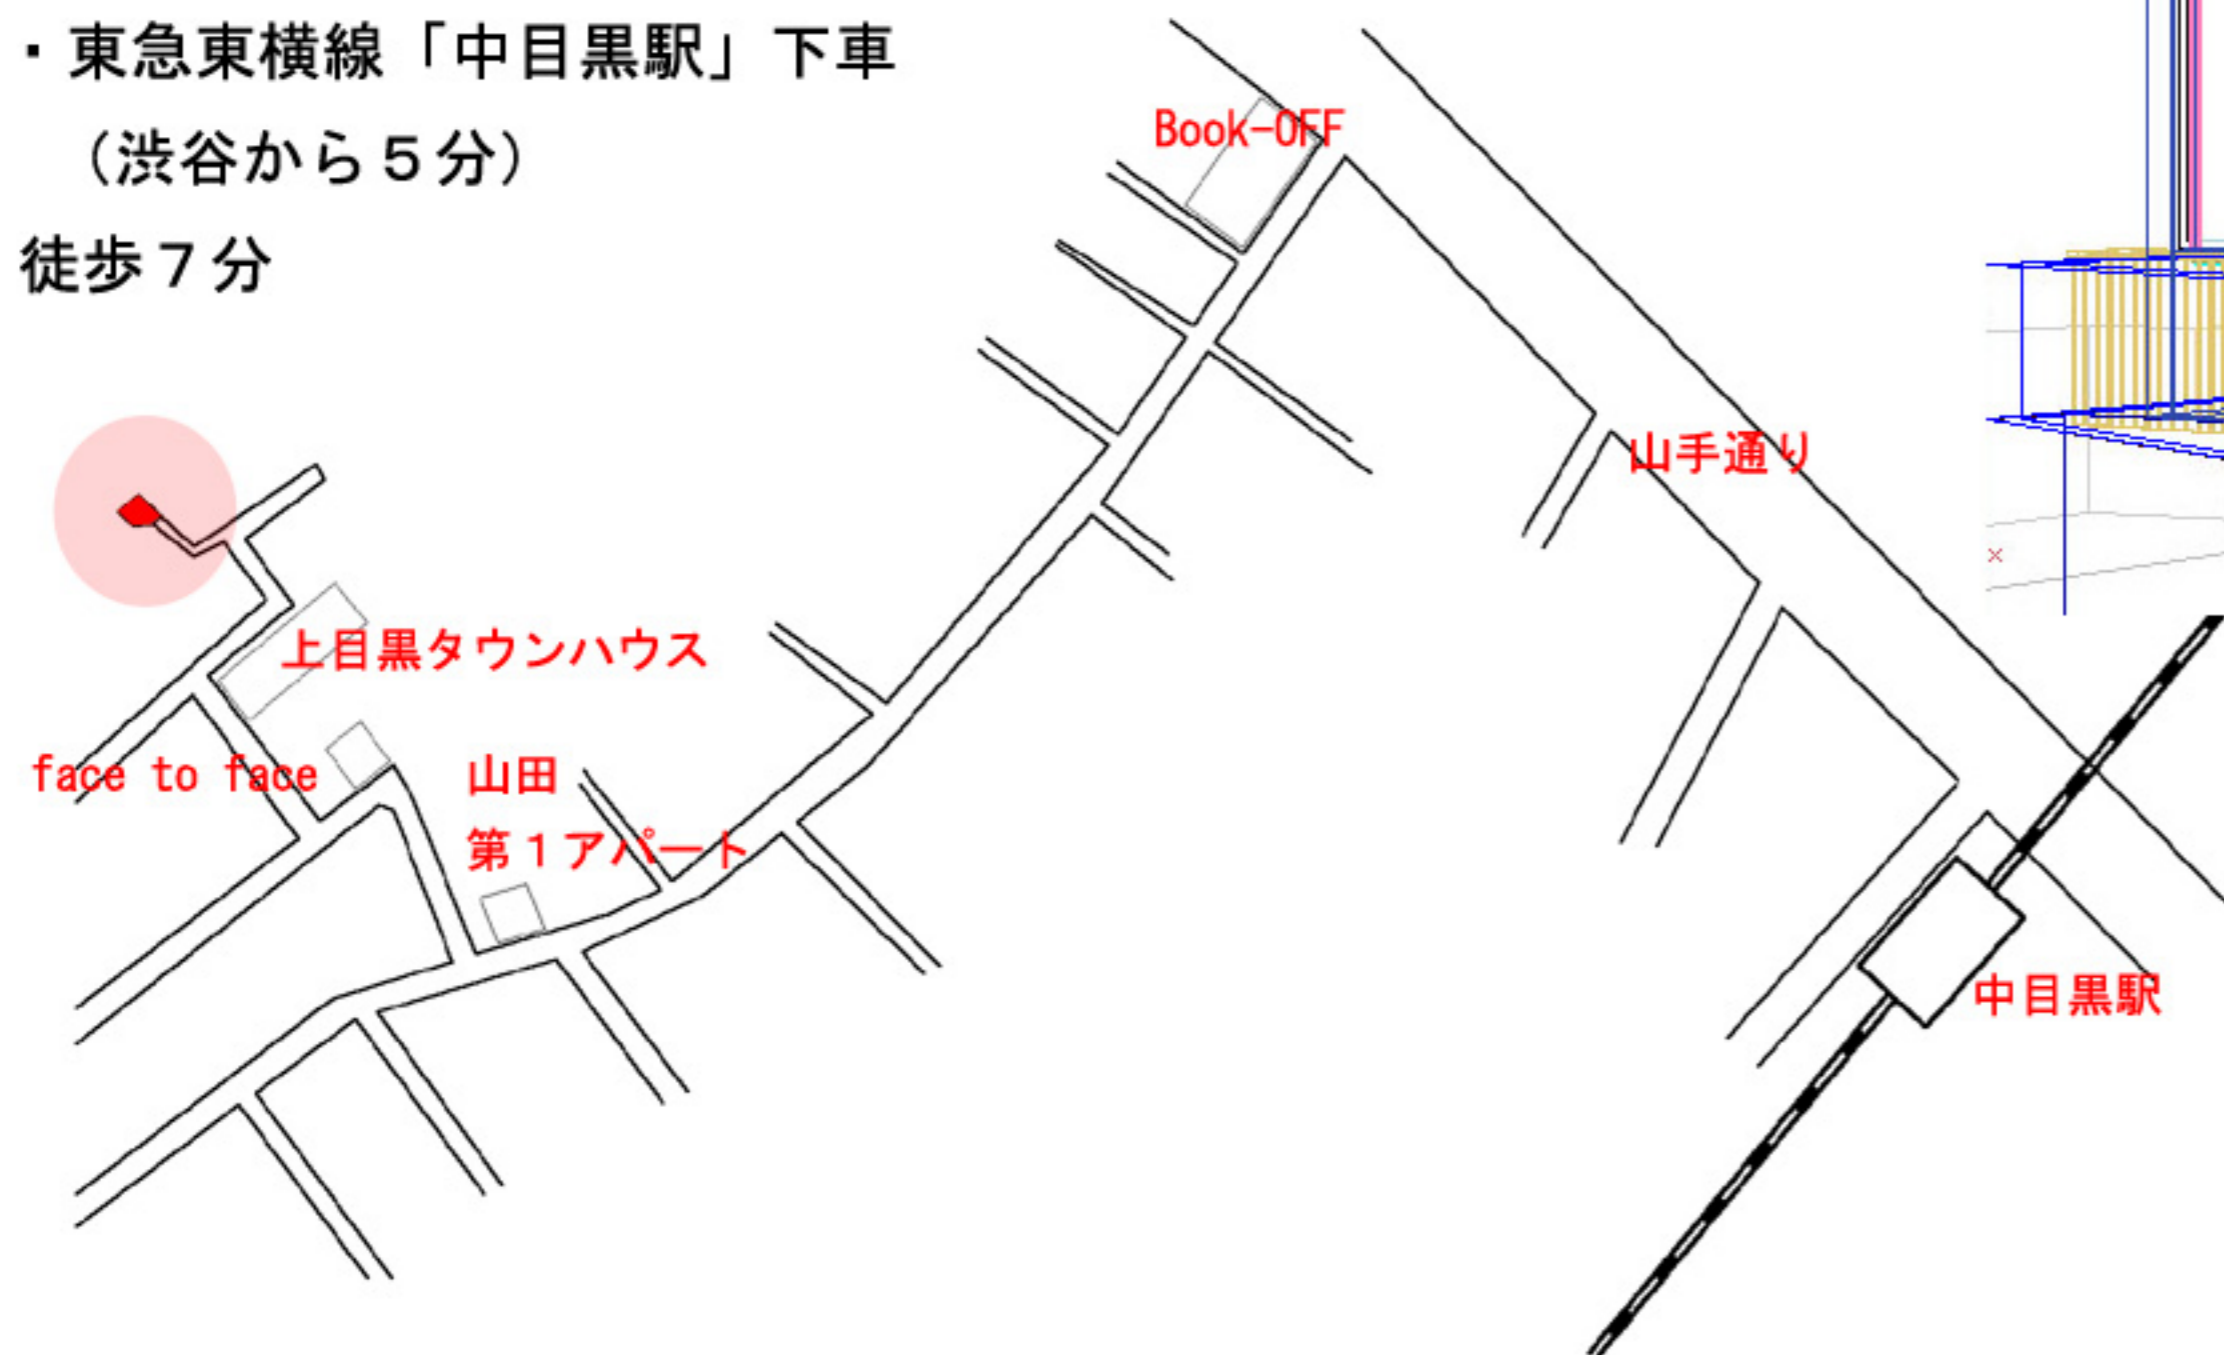 ・東急東横線「中目黒駅」下車
（渋谷から５分）
徒歩７分
Book-OFF
山手通り
上目黒タウンハウス
face to face
山田
第１アパート
中目黒駅